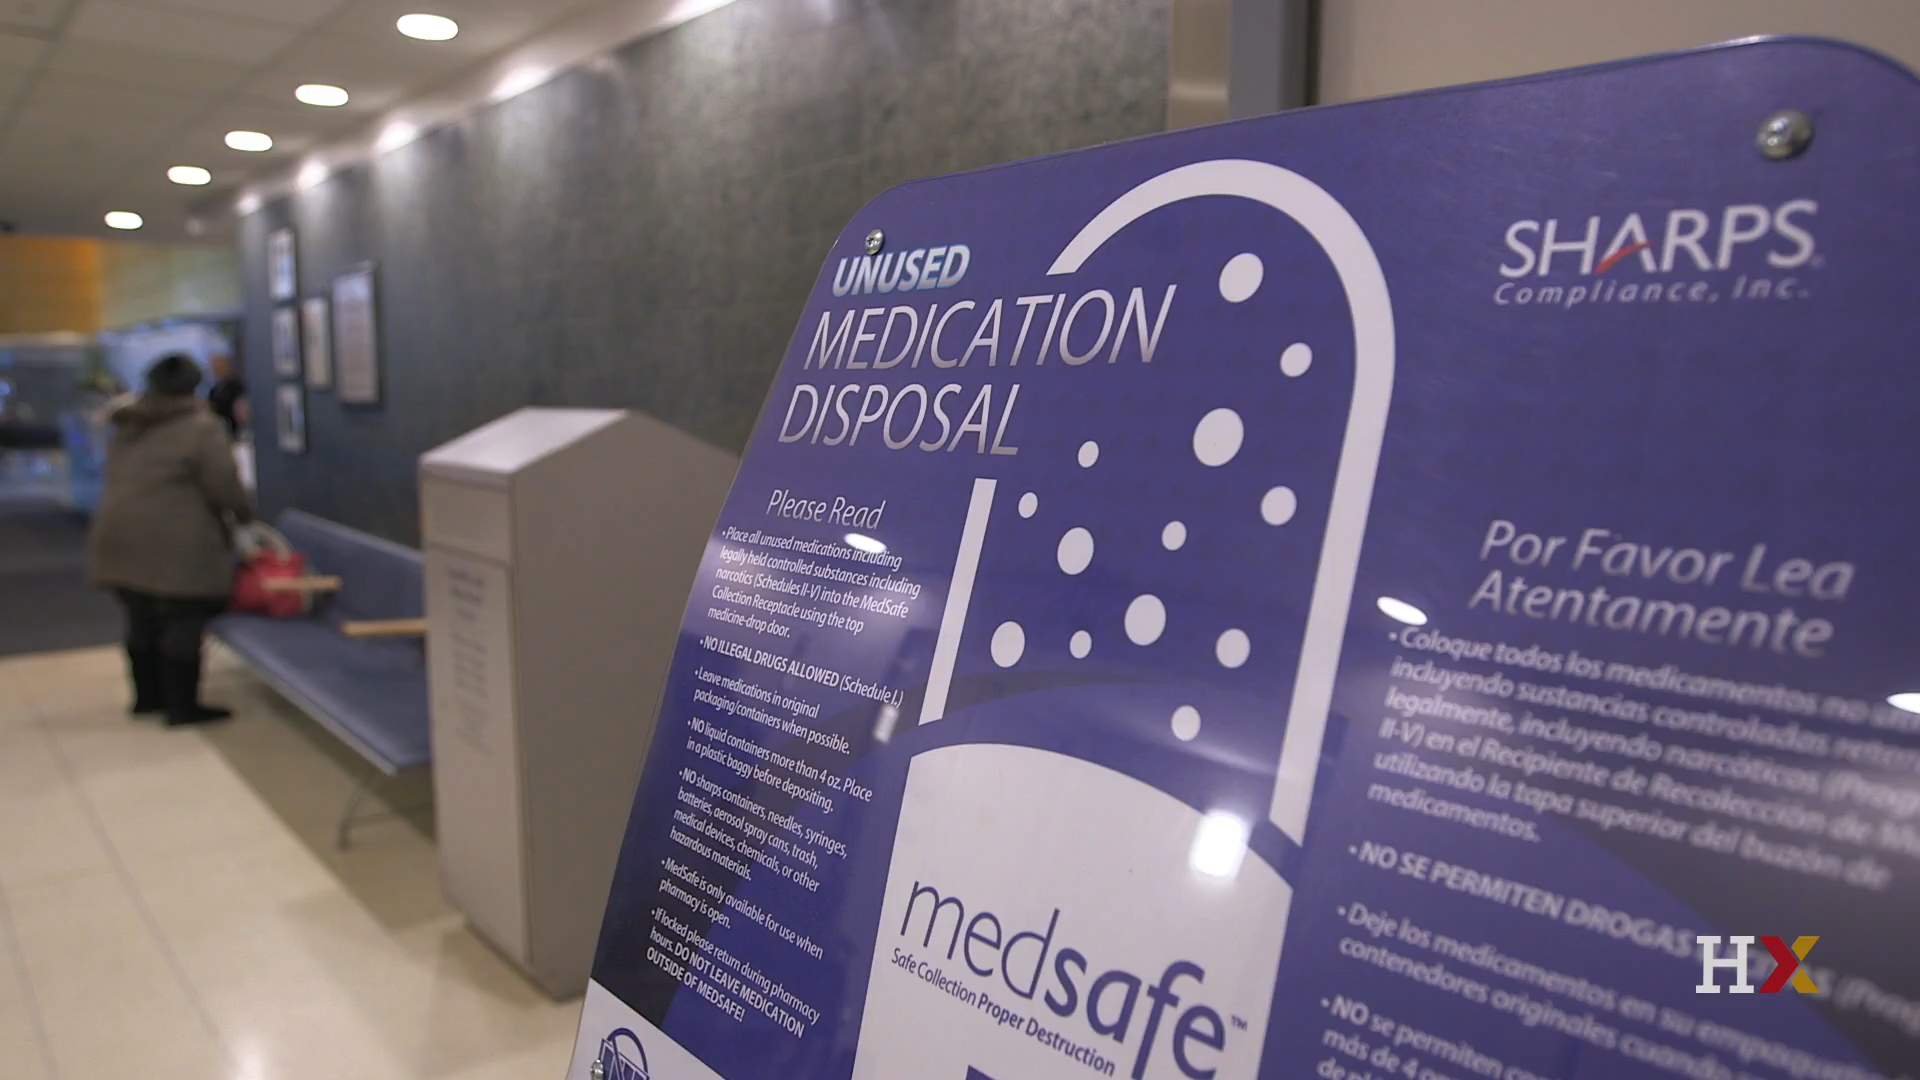 UNUSED
MEDICATION
DISPOSAL
Please Read
• Place all unused medications including
legally held controlled substances including
narcotics (Schedules II-V) into the MedSafe
Collection Receptacle using the top
medicine-drop door.
• NO ILLEGAL DRUGS ALLOWED (Schedule I.)
• Leave medications in original
packaging/containers when possible.
• NO liquid containers more than 4 oz. Place
in a plastic baggy before depositing.
• NO sharps containers, needles, syringes,
batteries, aerosol spray cans, trash,
medical devices, chemicals, or other
hazardous materials.
• MedSafe is only available for use when
pharmacy is open.
• If locked please return during pharmacy
hours. DO NOT LEAVE MEDICATION
OUTSIDE OF MEDSAFE!
medsafe™
Safe Collection Proper Destruction
SHARPS
Compliance, Inc.
Por Favor Lea
Atentamente
• Coloque todos los medicamentos no
incluyendo sustancias controladas
legalmente, incluyendo narcóticos
II-V) en el Recipiente de Recolección de
utilizando la tapa superior del buzón de
medicamentos.
• NO SE PERMITEN DROGAS
• Deje los medicamentos en su empaque
contenedores originales cuando
• NO se permiten
más de 4
HX